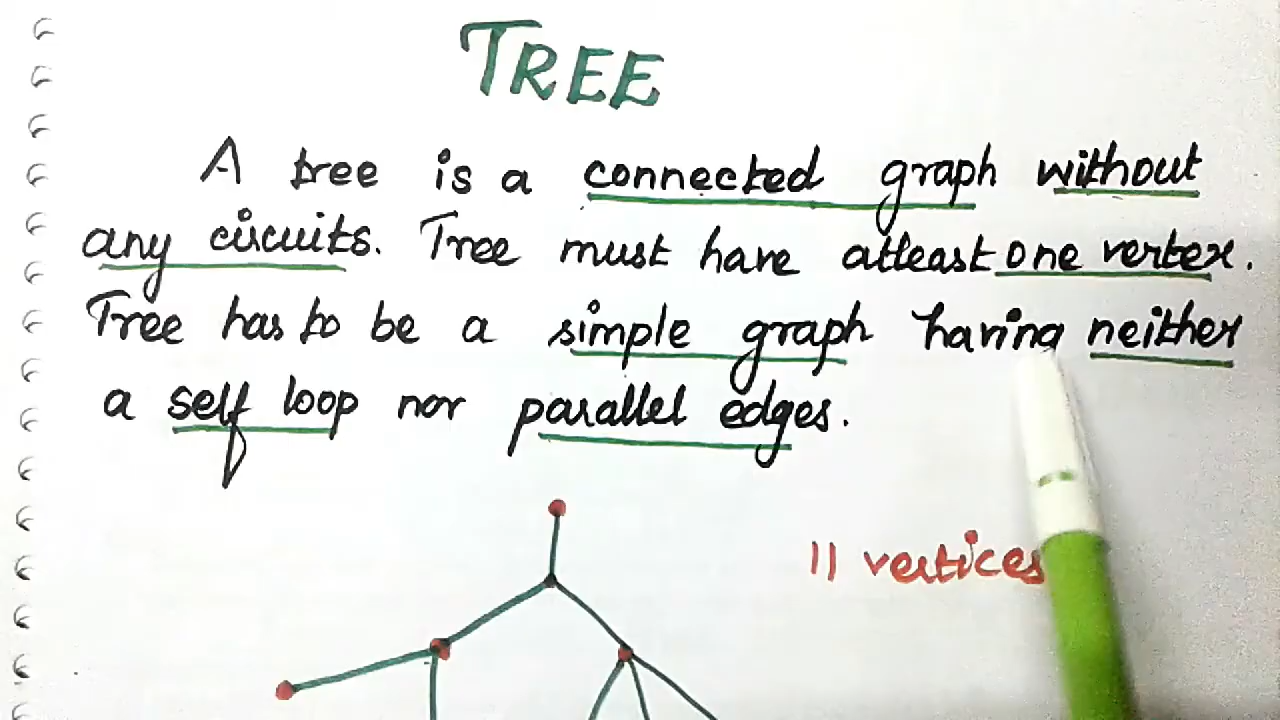 TREE
A tree is a connected graph without
any circuits. Tree must have atleast one vertex.
Tree has to be a simple graph having neither
a self loop nor parallel edges.
11 vertices